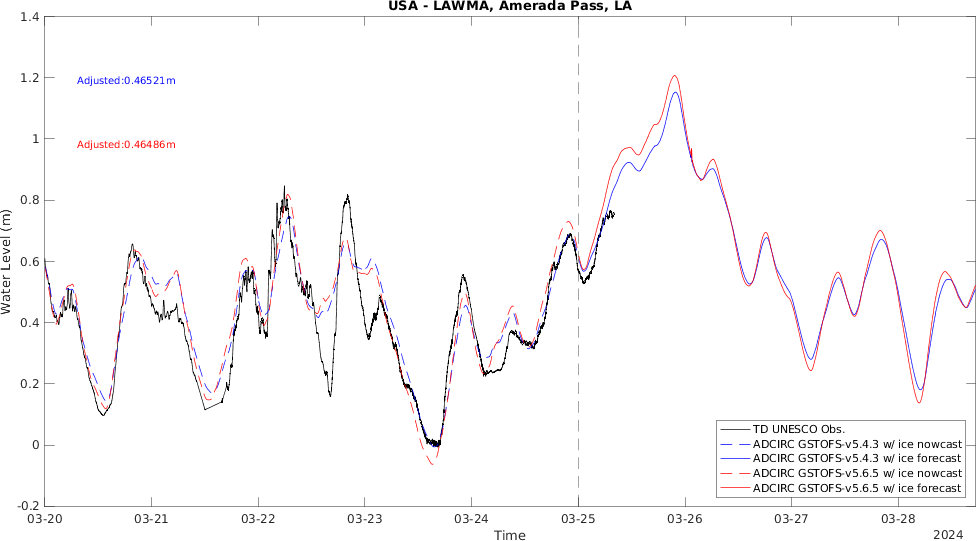 USA - LAWMA, Amerada Pass, LA
1.4
1.2
1
0.8
0.6
0.4
0.2
0
-0.2
Water Level (m)
Adjusted:0.46521m
Adjusted:0.46486m
TD UNESCO Obs.
ADCIRC GSTOFS-v5.4.3 w/ ice nowcast
ADCIRC GSTOFS-v5.4.3 w/ ice forecast
ADCIRC GSTOFS-v5.6.5 w/ ice nowcast
ADCIRC GSTOFS-v5.6.5 w/ ice forecast
03-20 03-21 03-22 03-23 03-24 03-25 03-26 03-27 03-28
Time
2024